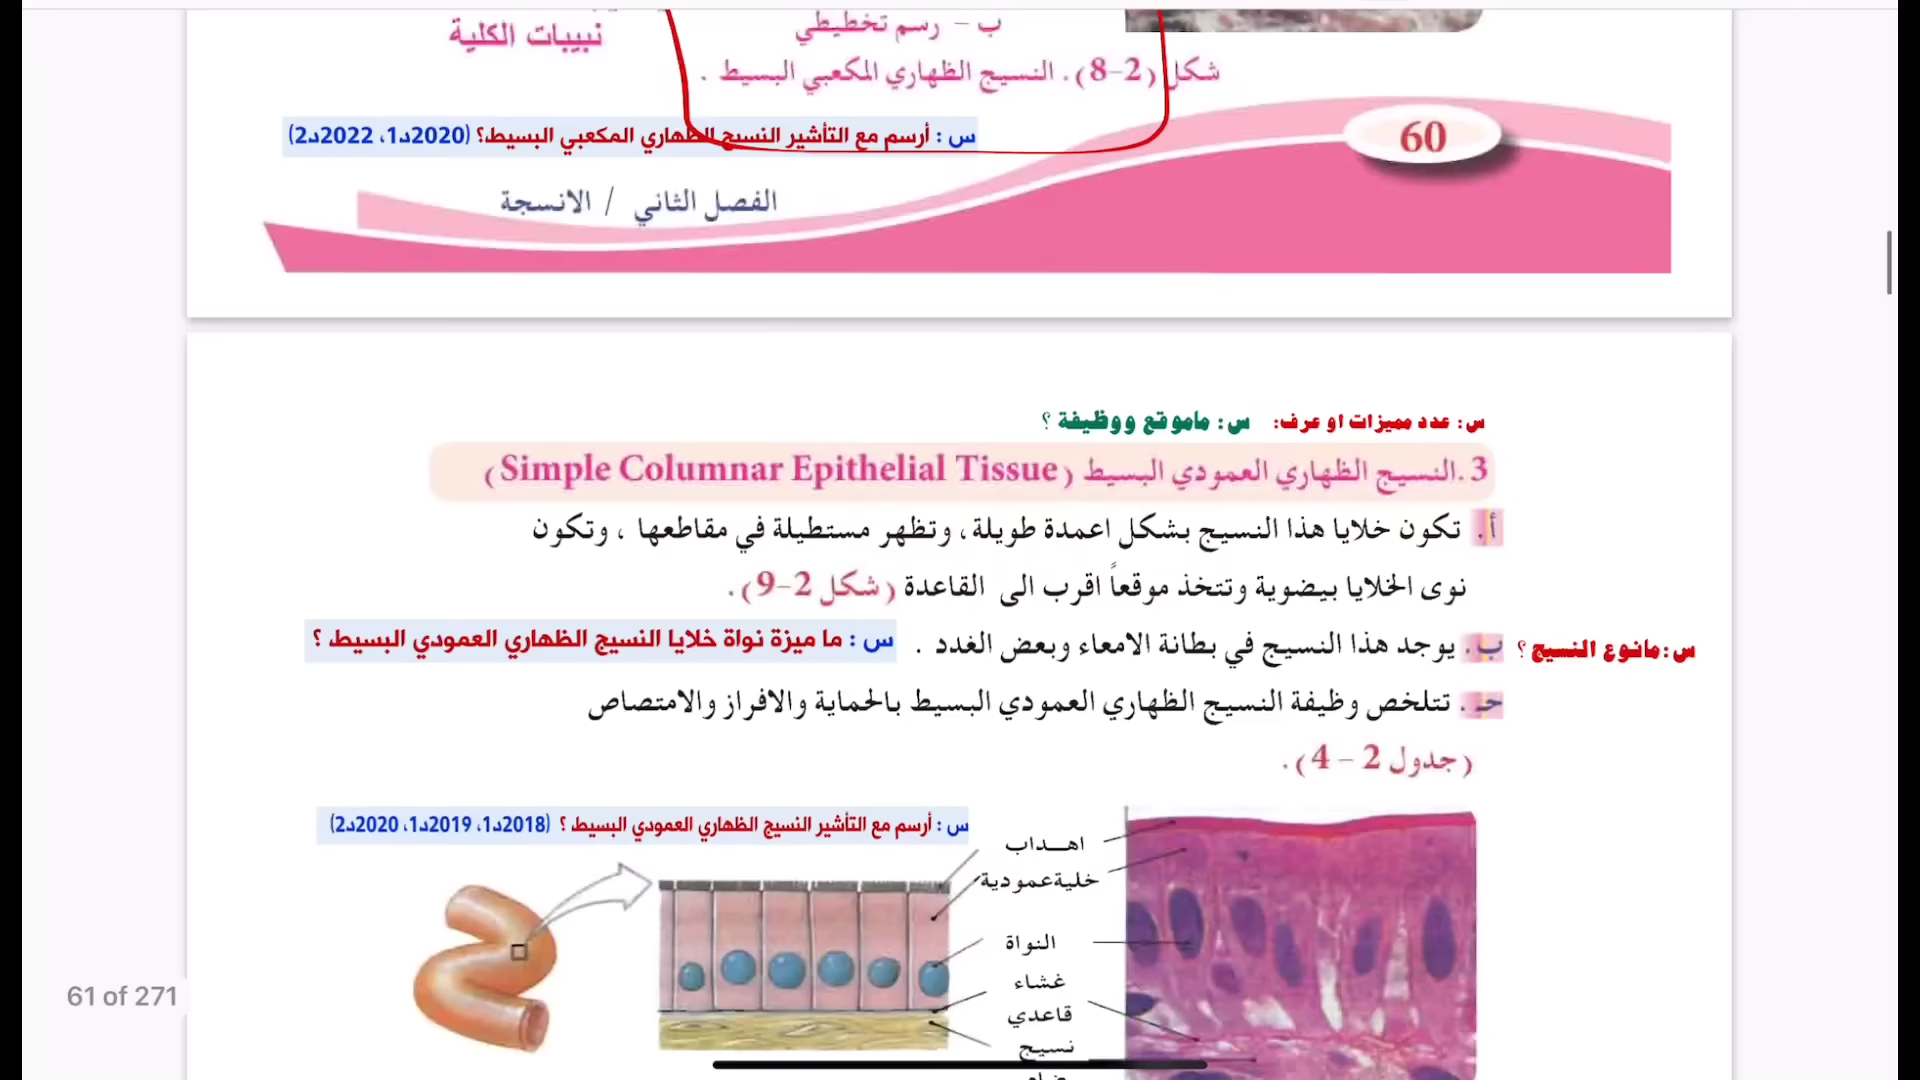 ب – رسم تخطيطي
نبيبات الكلية
شكل (2-8). النسيج الظهاري المكعبي البسيط .
س : أرسم مع التأشير النسيج الظهاري المكعبي البسيط؟ (2020د1، 2022د2)
60
الفصل الثاني / الانسجة
س: عدد مميزات او عرف: س: ماموقع ووظيفة ؟
3.النسيج الظهاري العمودي البسيط (Simple Columnar Epithelial Tissue)
أ. تكون خلايا هذا النسيج بشكل اعمدة طويلة، وتظهر مستطيلة في مقاطعها ، وتكون
نوى الخلايا بيضوية وتتخذ موقعاً اقرب الى القاعدة (شكل 2-9).
س:مانوع النسيج ؟ ب. يوجد هذا النسيج في بطانة الامعاء وبعض الغدد .
س : ما ميزة نواة خلايا النسيج الظهاري العمودي البسيط ؟
حـ. تتلخص وظيفة النسيج الظهاري العمودي البسيط بالحماية والافراز والامتصاص
(جدول 2 – 4).
س : أرسم مع التأشير النسيج الظهاري العمودي البسيط ؟ (2018د1، 2019د1، 2020د2)
اهـــداب
خلية عمودية
النواة
غشاء
قاعدي
نسيج
61 of 271